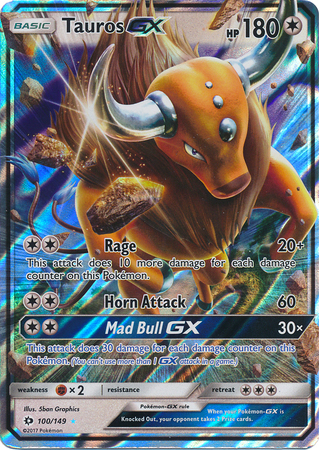 BASIC Tauros GX HP 180
Rage 20+
This attack does 10 more damage for each damage
counter on this Pokémon.
Horn Attack 60
Mad Bull GX 30×
This attack does 30 damage for each damage counter on this
Pokémon. (You can't use more than 1 GX attack in a game.)
weakness ×2 resistance retreat
Illus. 5ban Graphics
100/149
©2017 Pokémon
Pokémon-GX rule
When your Pokémon-GX is
Knocked Out, your opponent takes 2 Prize cards.